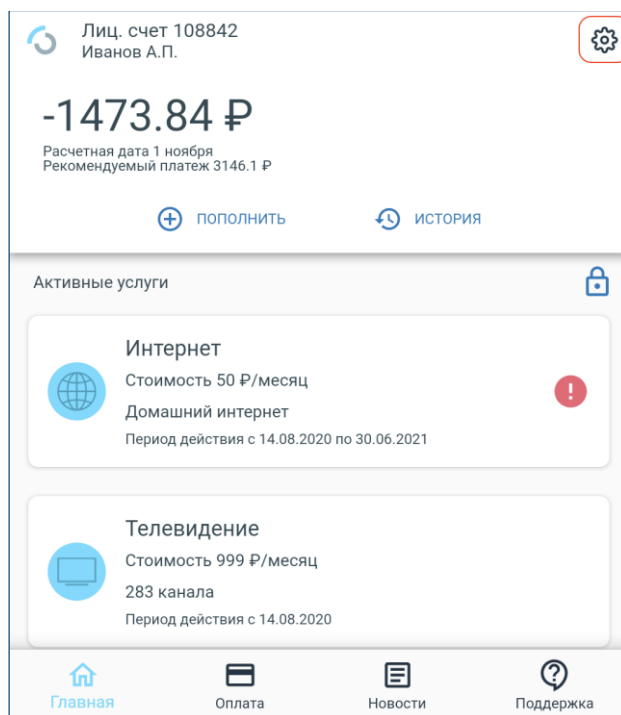 Лиц. счет 108842
Иванов А.П.
-1473.84 ₽
Расчетная дата 1 ноября
Рекомендуемый платеж 3146.1 ₽
ПОПОЛНИТЬ
ИСТОРИЯ
Активные услуги
Интернет
Стоимость 50 ₽/месяц
Домашний интернет
Период действия с 14.08.2020 по 30.06.2021
Телевидение
Стоимость 999 ₽/месяц
283 канала
Период действия с 14.08.2020
Главная
Оплата
Новости
Поддержка